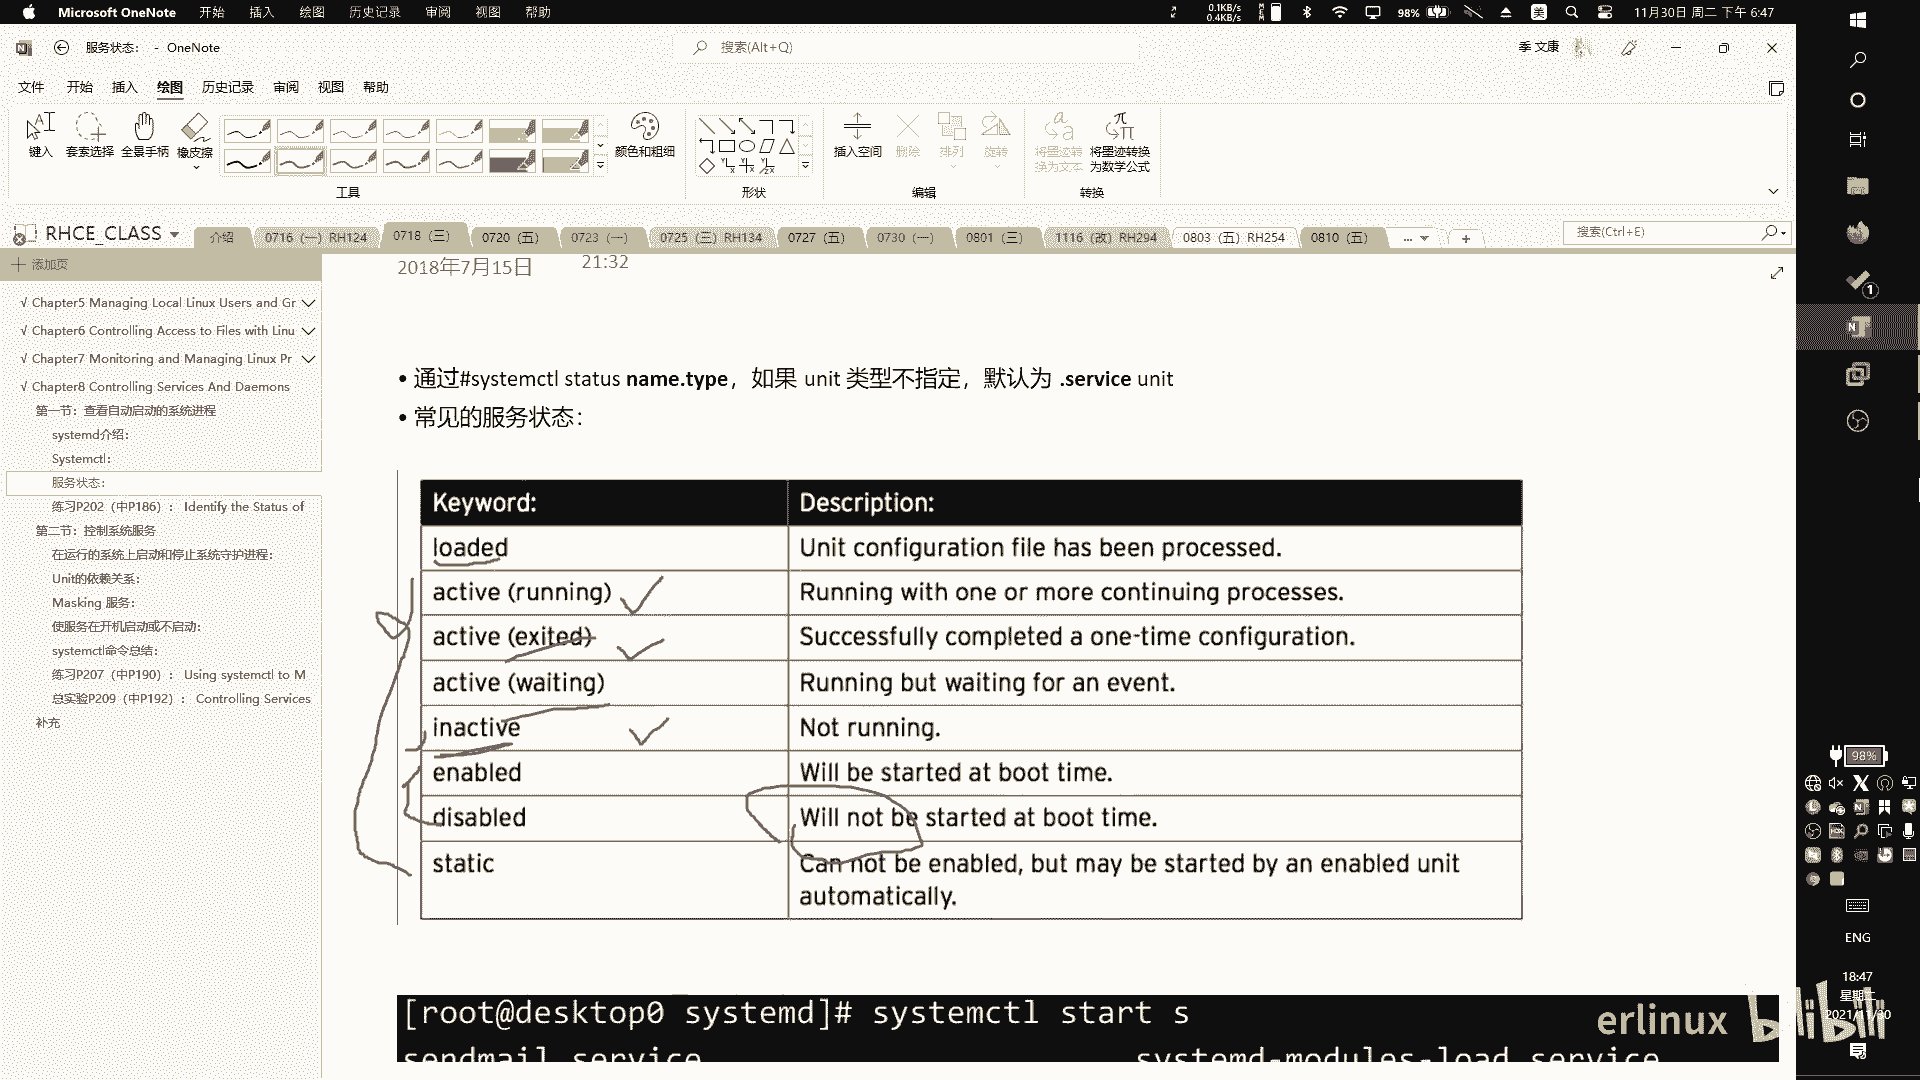 Microsoft OneNote 开始 插入 绘图 历史记录 审阅 视图 帮助
0.1KB/s
0.4KB/s
98% 美 11月30日 周二 下午 6:47
服务状态: - OneNote
搜索(Alt+Q)
季 文康
文件 开始 插入 绘图 历史记录 审阅 视图 帮助
键入 套索选择 全景手柄 橡皮擦 颜色和粗细
插入空间 删除 排列 旋转
将墨迹转换为文本
将墨迹转换为数学公式
工具 形状 编辑 转换
RHCE_CLASS
介绍 0716 (一) RH124 0718 (三) 0720 (五) 0723 (一) 0725 (三) RH134 0727 (五) 0730 (一) 0801 (三) 1116 (改) RH294 0803 (五) RH254 0810 (五) ... +
搜索(Ctrl+E)
添加页
√ Chapter5 Managing Local Linux Users and Gr
√ Chapter6 Controlling Access to Files with Linu
√ Chapter7 Monitoring and Managing Linux Pr
√ Chapter8 Controlling Services And Daemons
第一节：查看自动启动的系统进程
systemd介绍:
Systemctl:
服务状态:
练习P202（中P186）： Identify the Status of
第二节：控制系统服务
在运行的系统上启动和停止系统守护进程:
Unit的依赖关系:
Masking 服务:
使服务在开机启动或不启动:
systemctl命令总结:
练习P207（中P190）： Using systemctl to M
总实验P209（中P192）： Controlling Services
补充
2018年7月15日 21:32
• 通过#systemctl status name.type，如果 unit 类型不指定，默认为 .service unit
• 常见的服务状态：
Keyword: Description:
loaded Unit configuration file has been processed.
active (running) Running with one or more continuing processes.
active (exited) Successfully completed a one-time configuration.
active (waiting) Running but waiting for an event.
inactive Not running.
enabled Will be started at boot time.
disabled Will not be started at boot time.
static Can not be enabled, but may be started by an enabled unit
automatically.
[root@desktop0 systemd]# systemctl start s
sendmail.service systemd-modules-load.service
erlinux bilibili
1
98%
ENG
18:47
星期二
2021/11/30